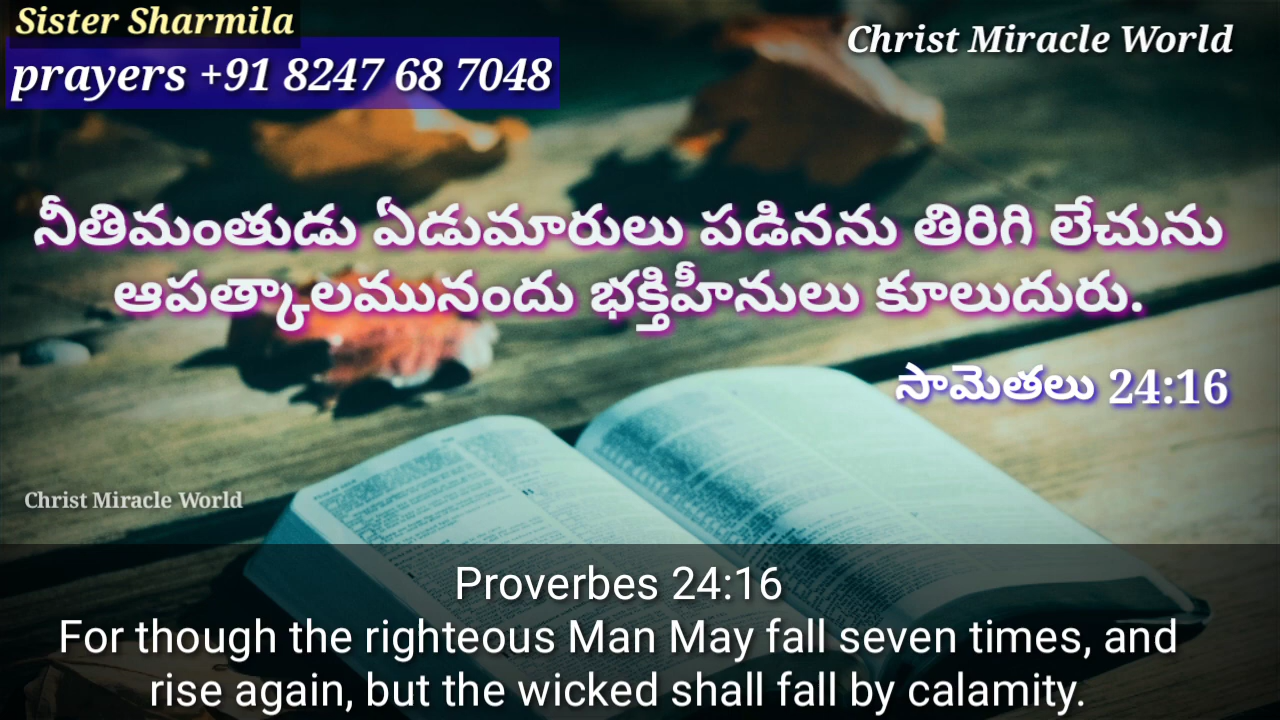 Sister Sharmila
prayers +91 8247 68 7048
Christ Miracle World
నీతిమంతుడు ఏడుమారులు పడినను తిరిగి లేచును
ఆపత్కాలమునందు భక్తిహీనులు కూలుదురు.
సామెతలు 24:16
Christ Miracle World
Proverbes 24:16
For though the righteous Man May fall seven times, and
rise again, but the wicked shall fall by calamity.